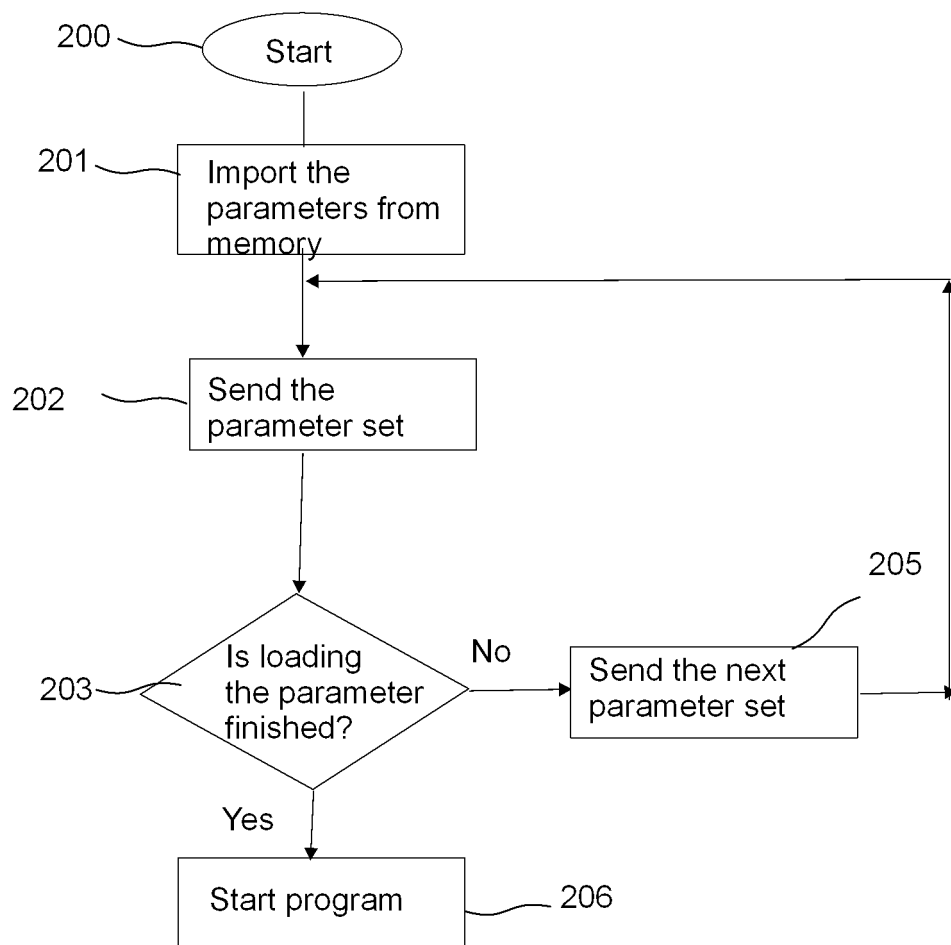 200
Start
201
Import the
parameters from
memory
202
Send the
parameter set
205
203
Is loading
the parameter
finished?
No
Send the next
parameter set
Yes
Start program
206